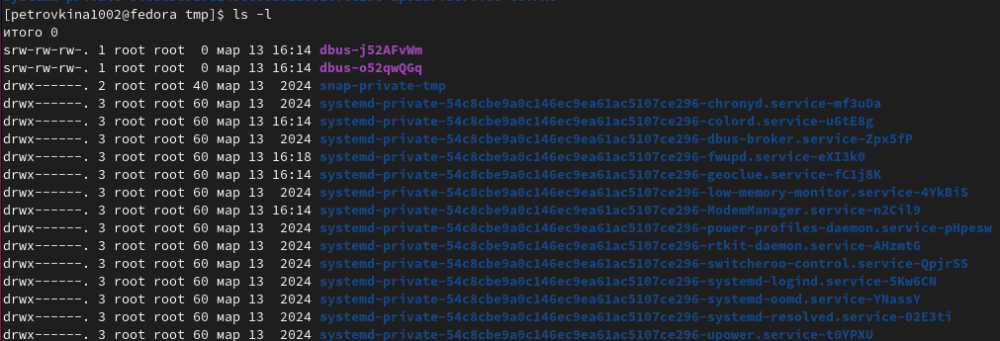 [petrovkina1002@fedora tmp]$ ls -l
итого 0
srw-rw-rw-. 1 root root  0 мар 13 16:14 dbus-j52AFvWm
srw-rw-rw-. 1 root root  0 мар 13 16:14 dbus-o52qwQGq
drwx------. 2 root root 40 мар 13  2024 snap-private-tmp
drwx------. 3 root root 60 мар 13  2024 systemd-private-54c8cbe9a0c146ec9ea61ac5107ce296-chronyd.service-mf3uDa
drwx------. 3 root root 60 мар 13 16:14 systemd-private-54c8cbe9a0c146ec9ea61ac5107ce296-colord.service-u6tE8g
drwx------. 3 root root 60 мар 13  2024 systemd-private-54c8cbe9a0c146ec9ea61ac5107ce296-dbus-broker.service-Zpx5fP
drwx------. 3 root root 60 мар 13 16:18 systemd-private-54c8cbe9a0c146ec9ea61ac5107ce296-fwupd.service-eXI3k0
drwx------. 3 root root 60 мар 13 16:14 systemd-private-54c8cbe9a0c146ec9ea61ac5107ce296-geoclue.service-fC1j8K
drwx------. 3 root root 60 мар 13  2024 systemd-private-54c8cbe9a0c146ec9ea61ac5107ce296-low-memory-monitor.service-4YkBiS
drwx------. 3 root root 60 мар 13 16:14 systemd-private-54c8cbe9a0c146ec9ea61ac5107ce296-ModemManager.service-n2Cil9
drwx------. 3 root root 60 мар 13  2024 systemd-private-54c8cbe9a0c146ec9ea61ac5107ce296-power-profiles-daemon.service-pHpesw
drwx------. 3 root root 60 мар 13  2024 systemd-private-54c8cbe9a0c146ec9ea61ac5107ce296-rtkit-daemon.service-AHzmtG
drwx------. 3 root root 60 мар 13  2024 systemd-private-54c8cbe9a0c146ec9ea61ac5107ce296-switcheroo-control.service-QpjrSS
drwx------. 3 root root 60 мар 13  2024 systemd-private-54c8cbe9a0c146ec9ea61ac5107ce296-systemd-logind.service-5Kw6CN
drwx------. 3 root root 60 мар 13  2024 systemd-private-54c8cbe9a0c146ec9ea61ac5107ce296-systemd-oomd.service-YNassY
drwx------. 3 root root 60 мар 13  2024 systemd-private-54c8cbe9a0c146ec9ea61ac5107ce296-systemd-resolved.service-02E3ti
drwx------. 3 root root 60 мар 13  2024 systemd-private-54c8cbe9a0c146ec9ea61ac5107ce296-upower.service-t0YPXU